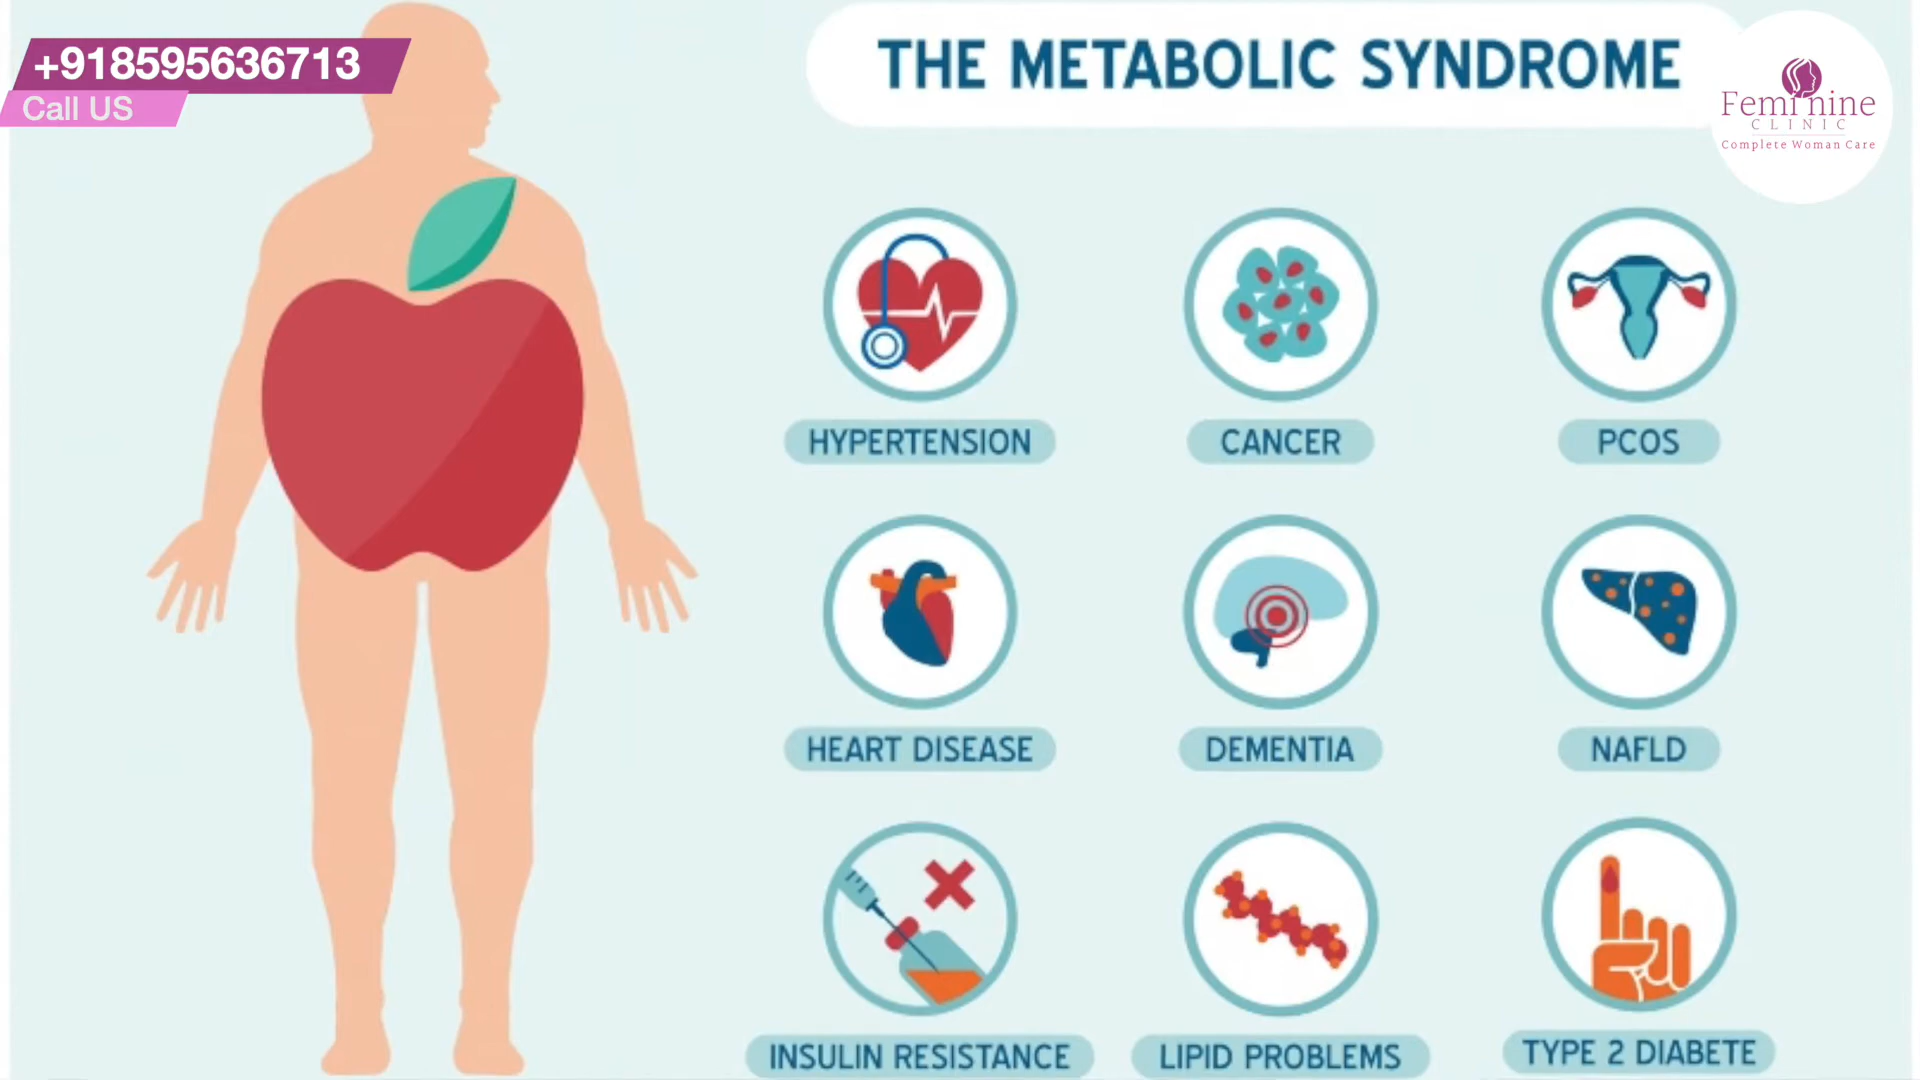 +918595636713
Call US
THE METABOLIC SYNDROME
Feminine
CLINIC
Complete Woman Care
HYPERTENSION
CANCER
PCOS
HEART DISEASE
DEMENTIA
NAFLD
INSULIN RESISTANCE
LIPID PROBLEMS
TYPE 2 DIABETE